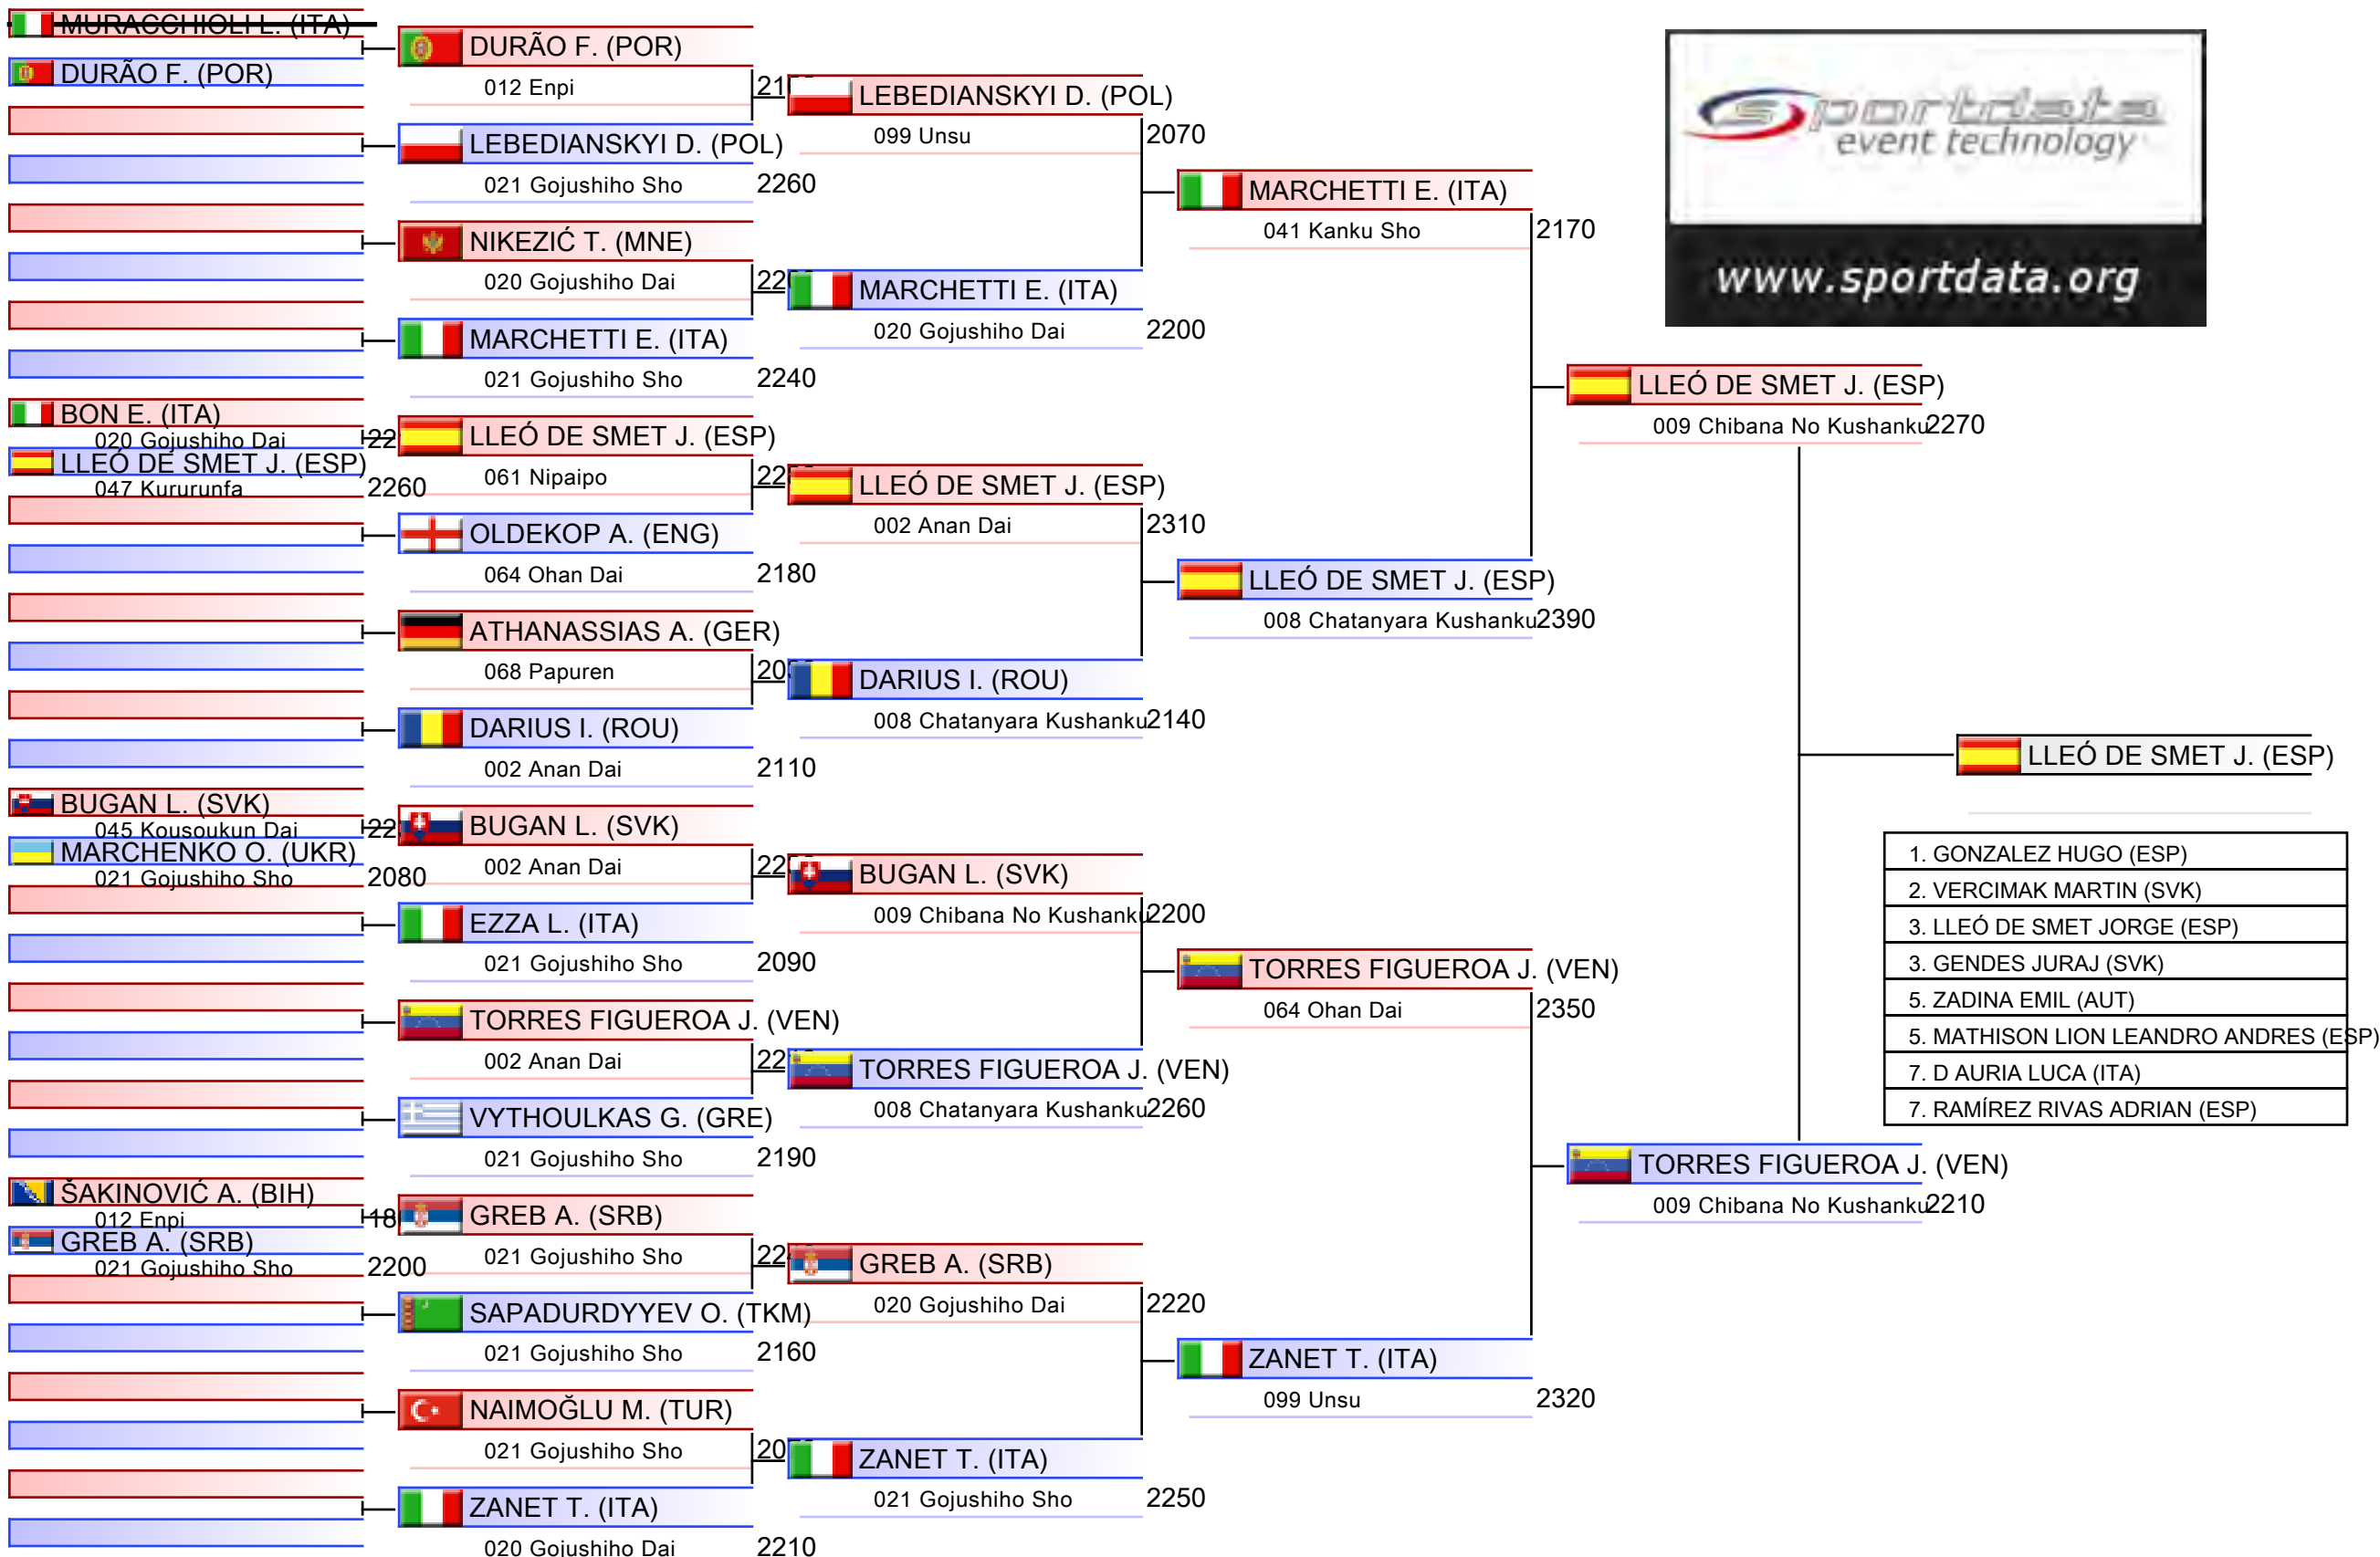 MURACCHIOLI L. (ITA)
DURÃO F. (POR)
BON E. (ITA)
020 Gojushiho Dai
22
LLEÓ DE SMET J. (ESP)
047 Kururunfa
2260
BUGAN L. (SVK)
045 Kousoukun Dai
22
MARCHENKO O. (UKR)
021 Gojushiho Sho
2080
ŠAKINOVIĆ A. (BIH)
012 Enpi
18
GREB A. (SRB)
021 Gojushiho Sho
2200
DURÃO F. (POR)
012 Enpi
LEBEDIANSKYI D. (POL)
021 Gojushiho Sho
2260
NIKEZIĆ T. (MNE)
020 Gojushiho Dai
MARCHETTI E. (ITA)
021 Gojushiho Sho
2240
LLEÓ DE SMET J. (ESP)
061 Nipaipo
OLDEKOP A. (ENG)
064 Ohan Dai
2180
ATHANASSIAS A. (GER)
068 Papuren
DARIUS I. (ROU)
002 Anan Dai
2110
BUGAN L. (SVK)
002 Anan Dai
EZZA L. (ITA)
021 Gojushiho Sho
2090
TORRES FIGUEROA J. (VEN)
002 Anan Dai
VYTHOULKAS G. (GRE)
021 Gojushiho Sho
2190
GREB A. (SRB)
021 Gojushiho Sho
SAPADURDYYEV O. (TKM)
021 Gojushiho Sho
2160
NAIMOĞLU M. (TUR)
021 Gojushiho Sho
ZANET T. (ITA)
020 Gojushiho Dai
2210
LEBEDIANSKYI D. (POL)
099 Unsu
2070
MARCHETTI E. (ITA)
020 Gojushiho Dai
2200
LLEÓ DE SMET J. (ESP)
002 Anan Dai
2310
DARIUS I. (ROU)
008 Chatanyara Kushanku
2140
BUGAN L. (SVK)
009 Chibana No Kushanku
2200
TORRES FIGUEROA J. (VEN)
008 Chatanyara Kushanku
2260
GREB A. (SRB)
020 Gojushiho Dai
2220
ZANET T. (ITA)
021 Gojushiho Sho
2250
MARCHETTI E. (ITA)
041 Kanku Sho
2170
LLEÓ DE SMET J. (ESP)
008 Chatanyara Kushanku
2390
TORRES FIGUEROA J. (VEN)
064 Ohan Dai
2350
ZANET T. (ITA)
099 Unsu
2320
LLEÓ DE SMET J. (ESP)
009 Chibana No Kushanku
2270
TORRES FIGUEROA J. (VEN)
009 Chibana No Kushanku
2210
LLEÓ DE SMET J. (ESP)
sportdata
event technology
www.sportdata.org
1. GONZALEZ HUGO (ESP)
2. VERCIMAK MARTIN (SVK)
3. LLEÓ DE SMET JORGE (ESP)
3. GENDES JURAJ (SVK)
5. ZADINA EMIL (AUT)
5. MATHISON LION LEANDRO ANDRES (ESP)
7. D AURIA LUCA (ITA)
7. RAMÍREZ RIVAS ADRIAN (ESP)